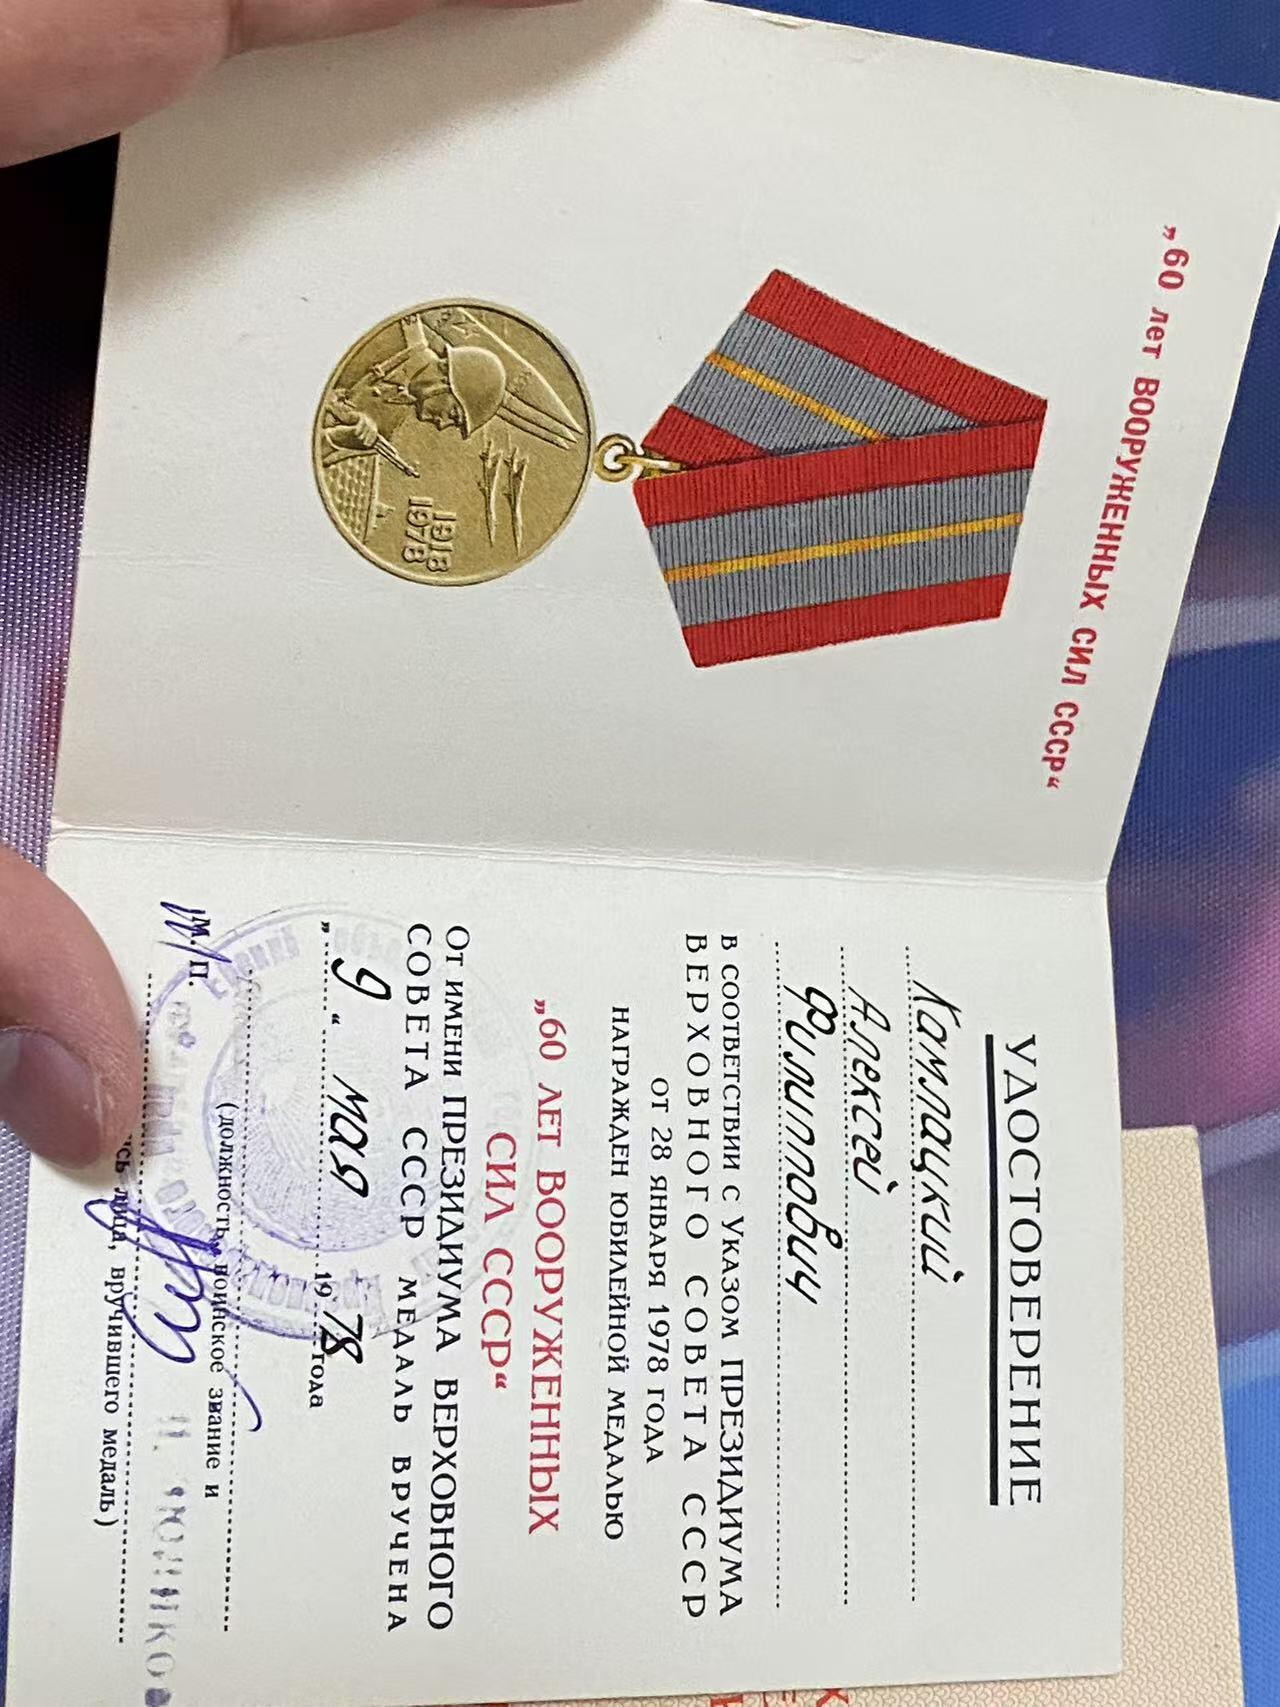 „60 лет ВООРУЖЕННЫХ СИЛ СССР“
1918
1978
УДОСТОВЕРЕНИЕ
Камлацкий
Алексей
Филиппович
В СООТВЕТСТВИИ С УКАЗОМ ПРЕЗИДИУМА
ВЕРХОВНОГО СОВЕТА СССР
ОТ 28 ЯНВАРЯ 1978 ГОДА
НАГРАЖДЕН ЮБИЛЕЙНОЙ МЕДАЛЬЮ
„60 ЛЕТ ВООРУЖЕННЫХ
СИЛ СССР“
ОТ ИМЕНИ ПРЕЗИДИУМА ВЕРХОВНОГО
СОВЕТА СССР МЕДАЛЬ ВРУЧЕНА
„9“ мая 1978 года
М. П.
(должность, воинское звание и
лица, вручившего медаль)